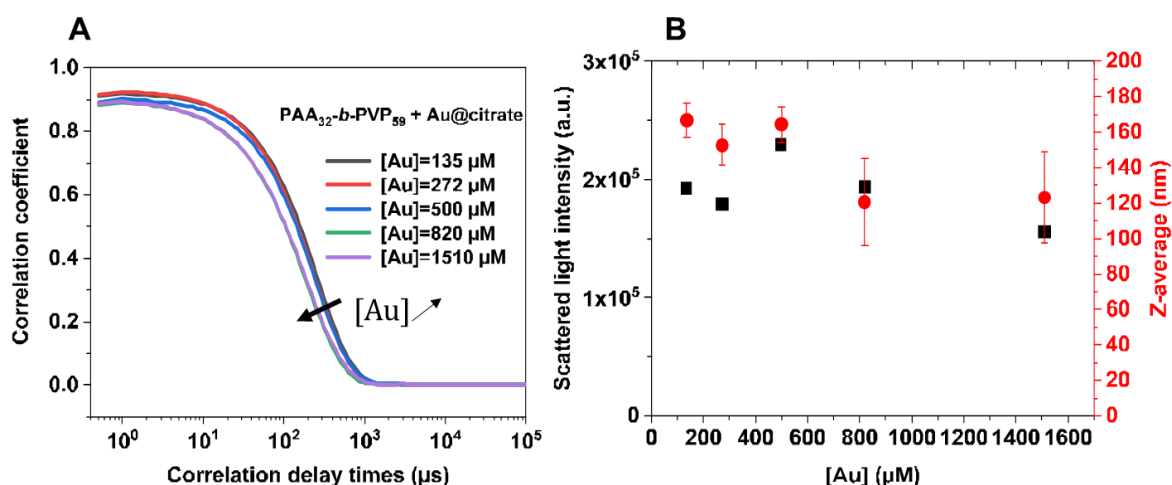 A
1.0
0.8
0.6
0.4
0.2
0.0
Correlation coefficient
PAA32-b-PVP59 + Au@citrate
[Au]=135 µM
[Au]=272 µM
[Au]=500 µM
[Au]=820 µM
[Au]=1510 µM
[Au]
10^0
10^1
10^2
10^3
10^4
10^5
Correlation delay times (µs)
B
3x10^5
2x10^5
1x10^5
0
Scattered light intensity (a.u.)
200
180
160
140
120
100
80
60
40
20
0
Z-average (nm)
0 200 400 600 800 1000 1200 1400 1600
[Au] (µM)